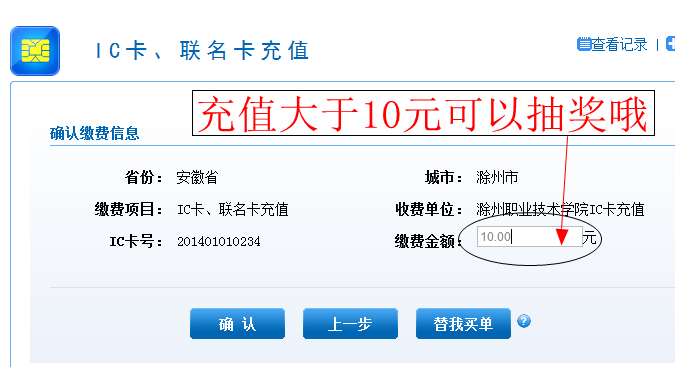 IC卡、联名卡充值
查看记录 |
充值大于10元可以抽奖哦
确认缴费信息
省份： 安徽省 城市： 滁州市
缴费项目： IC卡、联名卡充值 收费单位： 滁州职业技术学院IC卡充值
IC卡号： 201401010234 缴费金额： 10.00 元
确 认 上一步 替我买单 ?